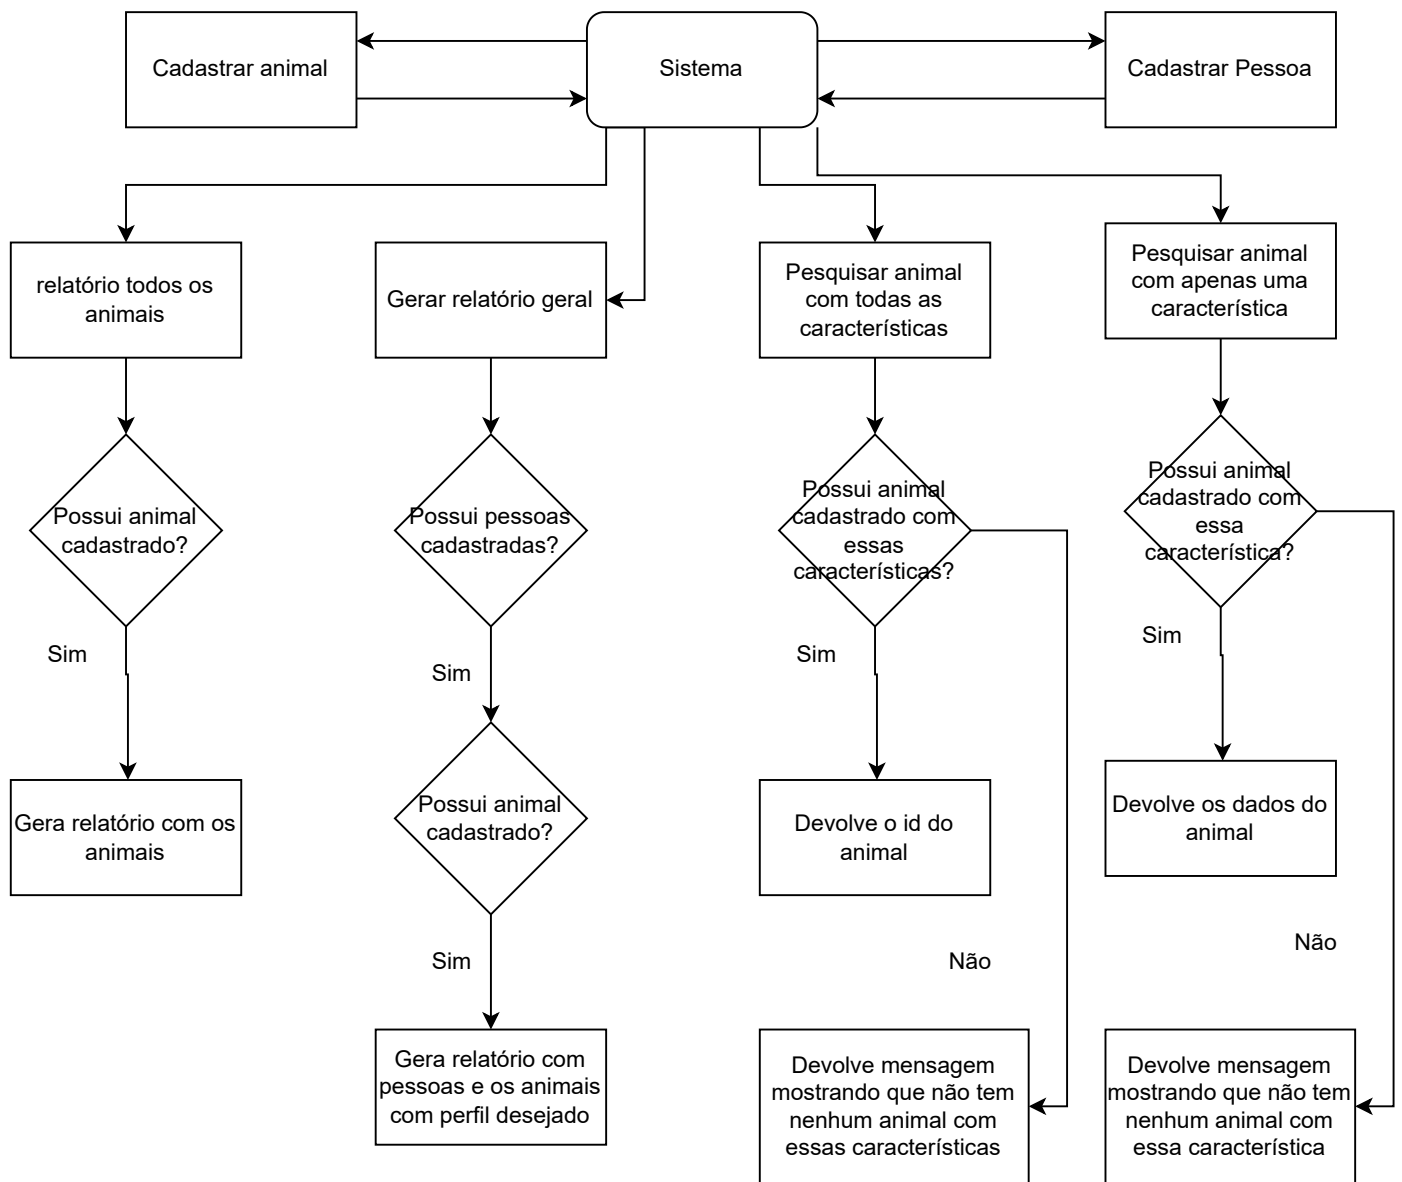 Cadastrar animal
Sistema
Cadastrar Pessoa
relatório todos os
animais
Gerar relatório geral
Pesquisar animal
com todas as
características
Pesquisar animal
com apenas uma
característica
Possui animal
cadastrado?
Possui pessoas
cadastradas?
Possui animal
cadastrado com
essas
características?
Possui animal
cadastrado com
essa
característica?
Sim
Sim
Sim
Sim
Gera relatório com os
animais
Possui animal
cadastrado?
Devolve o id do
animal
Devolve os dados do
animal
Sim
Não
Não
Gera relatório com
pessoas e os animais
com perfil desejado
Devolve mensagem
mostrando que não tem
nenhum animal com
essas características
Devolve mensagem
mostrando que não tem
nenhum animal com
essa característica